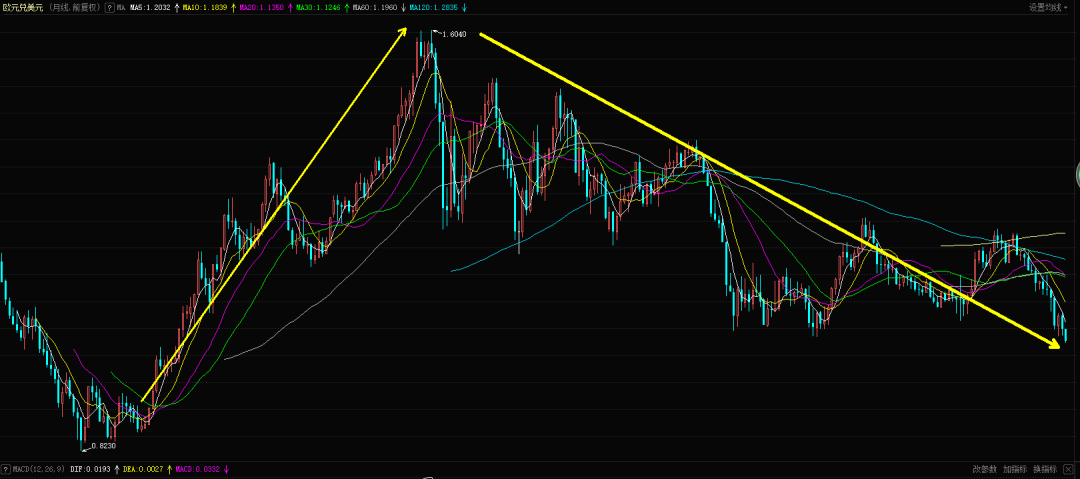 欧元兑美元 (月线.前复权) ? MA MA5:1.2032 ↑ MA10:1.1839 ↑ MA20:1.1350 ↑ MA30:1.1246 ↑ MA60:1.1960 ↓ MA120:1.2835 ↓ 设置均线
1.6040
0.8230
? MACD(12,26,9) DIF:0.0193 ↑ DEA:0.0027 ↑ MACD:0.0332 ↓ 改参数 加指标 换指标